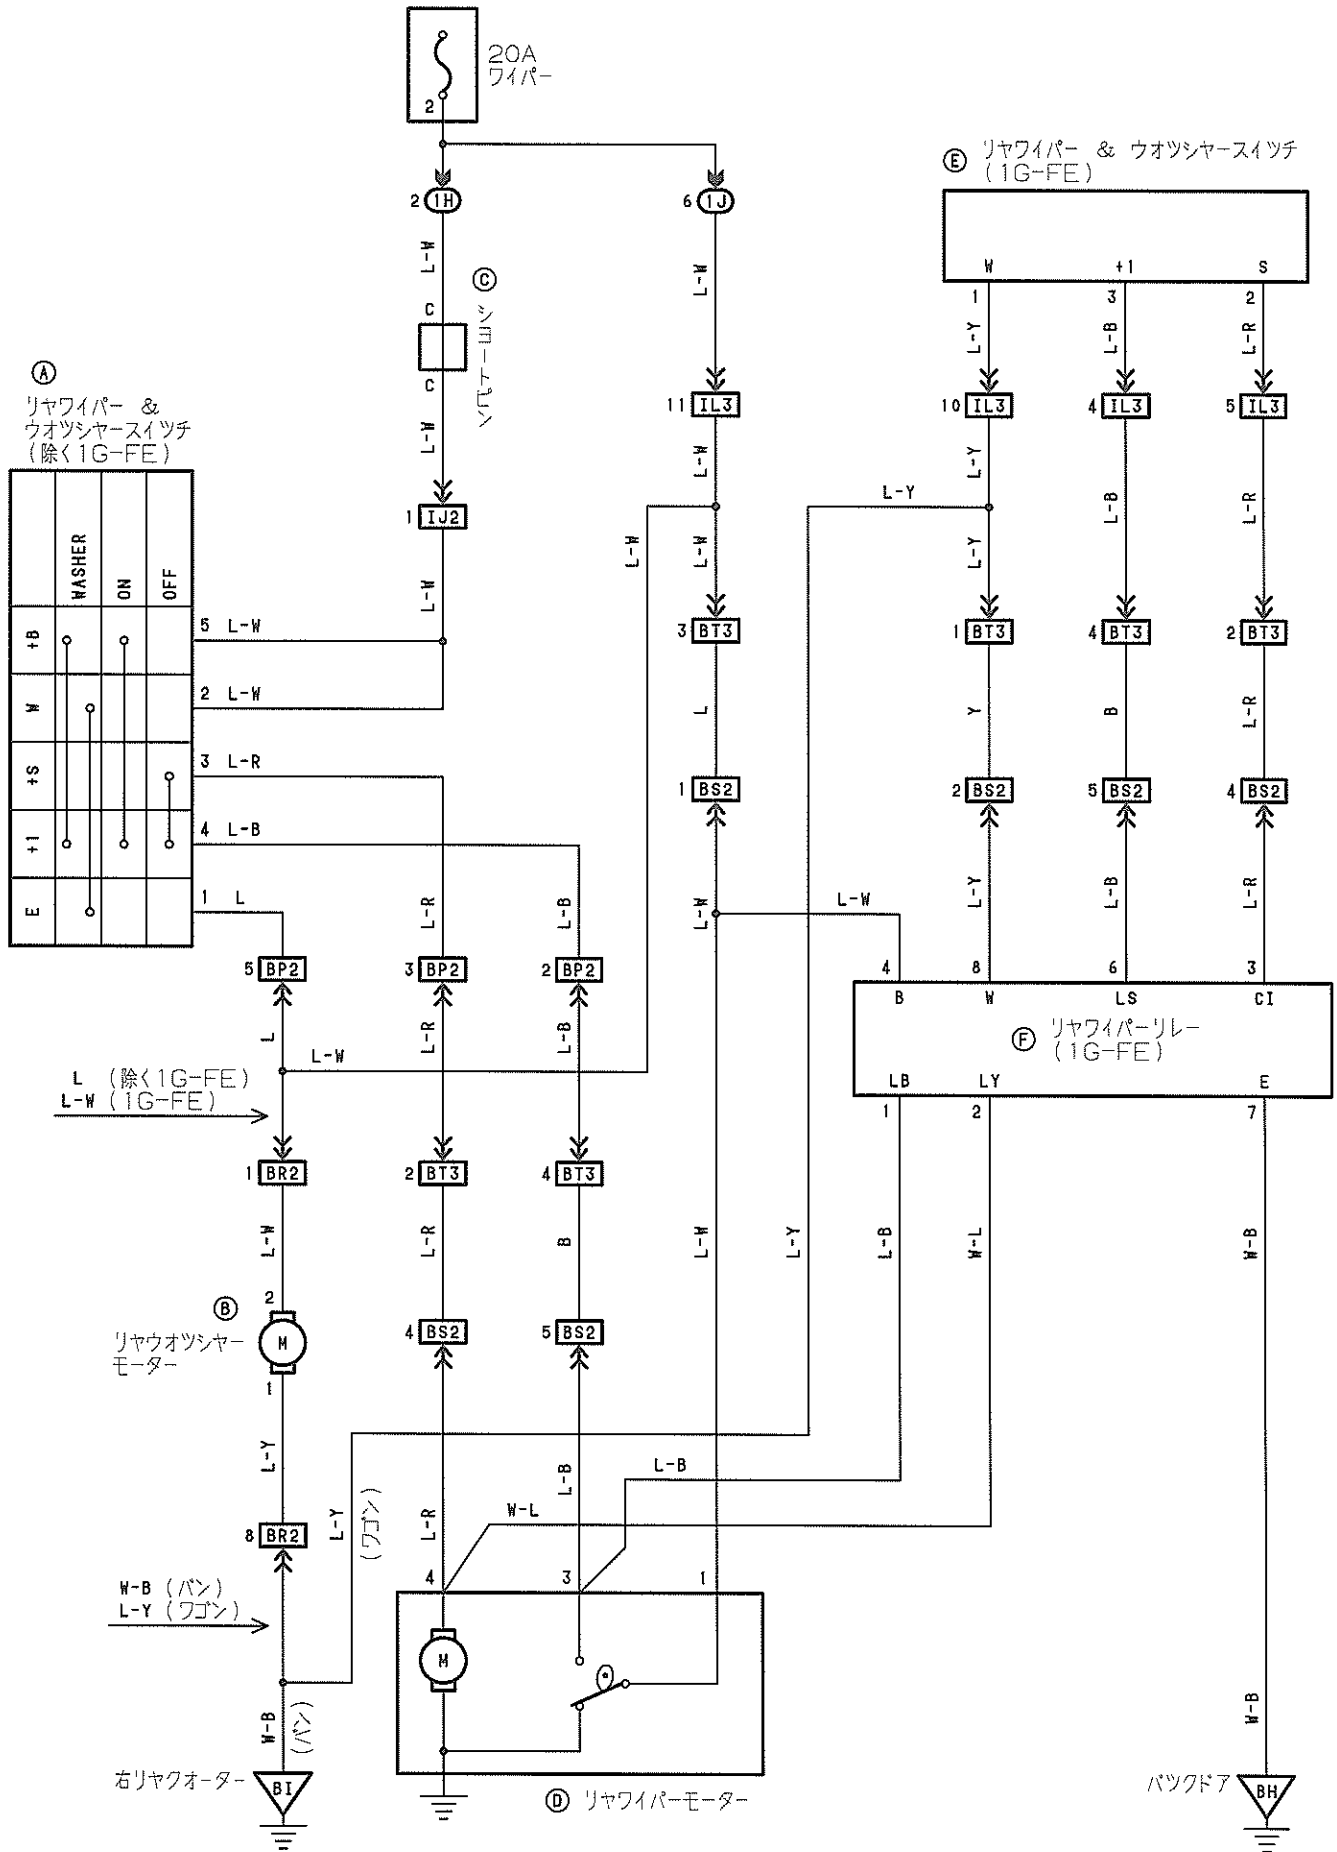 20A
ワイパー
2
2 1H
6 1J
L-W
L-W
C
Ⓒ
ショートピン
C
L-W
Ⓔ リヤワイパー & ウオツシヤースイツチ
(1G-FE)
W +1 S
1 3 2
L-Y L-B L-R
11 IL3
10 IL3
4 IL3
5 IL3
Ⓐ
リヤワイパー &
ウオツシヤースイツチ
(除く1G-FE)
WASHER
ON
OFF
+B
W
+S
+1
E
1 IJ2
L-W
L-W
L-W
L-W
L-Y
L-Y
L-Y
L-B
L-R
5 L-W
2 L-W
3 L-R
4 L-B
1 L
3 BT3
1 BT3
4 BT3
2 BT3
L
Y
B
L-R
1 BS2
2 BS2
5 BS2
4 BS2
L-R
L-B
L-W
L-W
L-Y
L-B
L-R
5 BP2
3 BP2
2 BP2
L
L-R
L-B
L-W
4 8 6 3
B W LS CI
Ⓕ リヤワイパーリレー
(1G-FE)
LB LY E
1 2 7
L (除く1G-FE)
L-W (1G-FE)
1 BR2
2 BT3
4 BT3
L-W
L-R
B
L-W
L-Y
L-B
W-L
W-B
Ⓑ
リヤウオツシヤー
モーター
2
M
1
4 BS2
5 BS2
L-Y
L-B
L-B
8 BR2
L-Y
(ワゴン)
L-R
W-L
W-B (バン)
L-Y (ワゴン)
4 3 1
M
W-B
(バン)
W-B
右リヤクオーター
BI
Ⓓ リヤワイパーモーター
バツクドア
BH